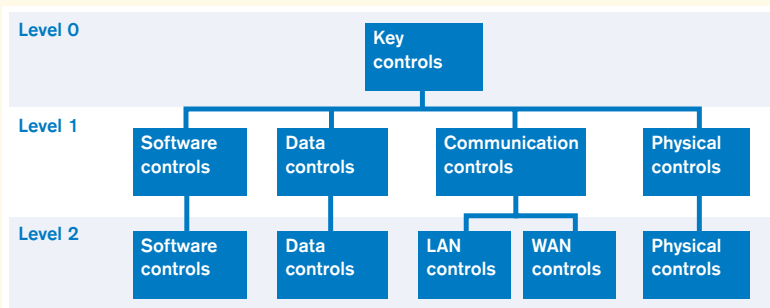 Level 0
Key
controls
Level 1
Software
controls
Data
controls
Communication
controls
Physical
controls
Level 2
Software
controls
Data
controls
LAN
controls
WAN
controls
Physical
controls